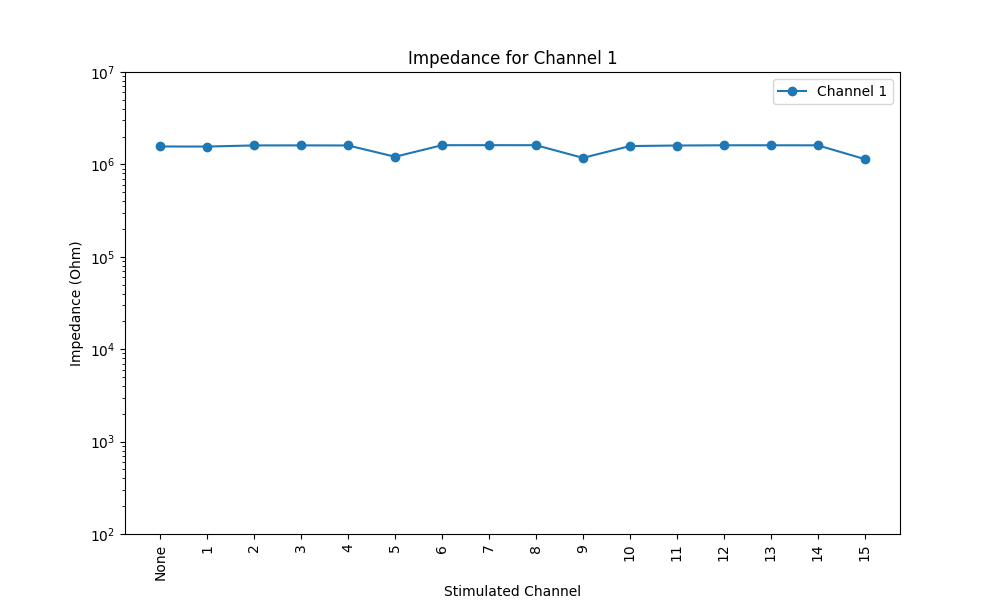 Impedance for Channel 1
Channel 1
Impedance (Ohm)
10^7
10^6
10^5
10^4
10^3
10^2
None 1 2 3 4 5 6 7 8 9 10 11 12 13 14 15
Stimulated Channel